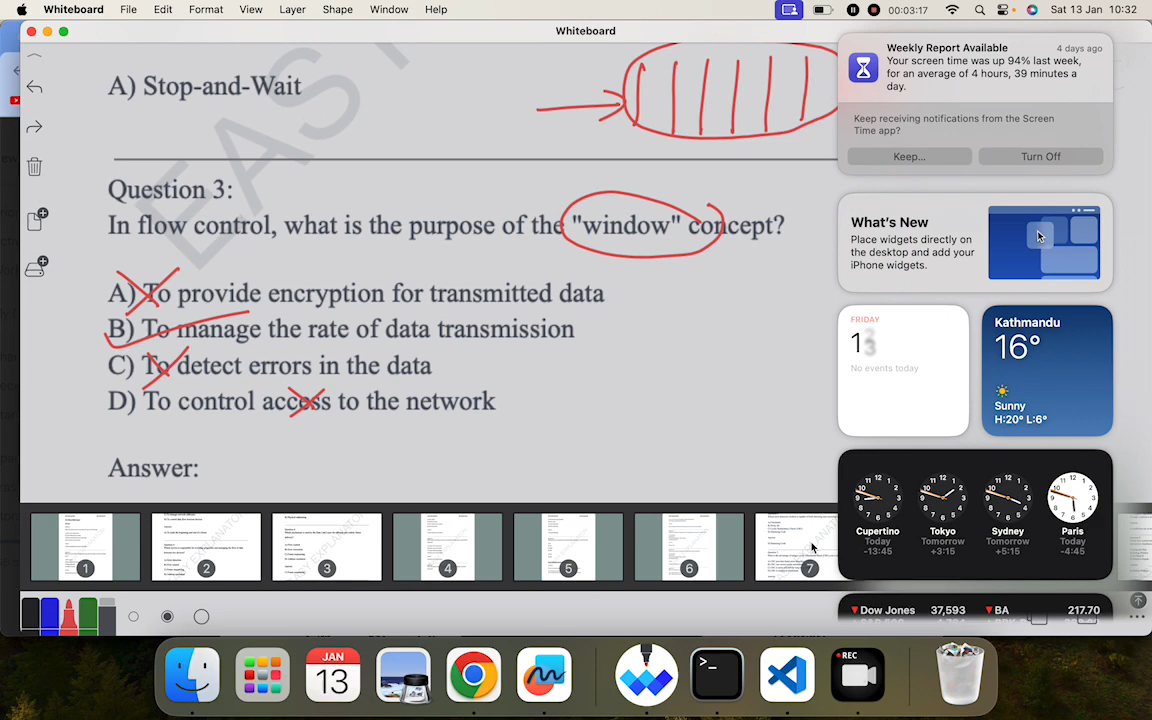 Whiteboard File Edit Format View Layer Shape Window Help 00:03:17 Sat 13 Jan 10:32
Whiteboard
A) Stop-and-Wait
EAS
Question 3:
In flow control, what is the purpose of the "window" concept?
A) To provide encryption for transmitted data
B) To manage the rate of data transmission
C) To detect errors in the data
D) To control access to the network
Answer:
Weekly Report Available 4 days ago
Your screen time was up 94% last week,
for an average of 4 hours, 39 minutes a
day.
Keep receiving notifications from the Screen
Time app?
Keep... Turn Off
What's New
Place widgets directly on
the desktop and add your
iPhone widgets.
FRIDAY
No events today
Kathmandu
16°
Sunny
H:20° L:6°
Cupertino Tokyo Sydney Paris
Today Tomorrow Tomorrow Today
-13:45 +3:15 +5:15 -4:45
Dow Jones 37,593 BA 217.70
1 2 3 4 5 6 7
JAN
13
REC